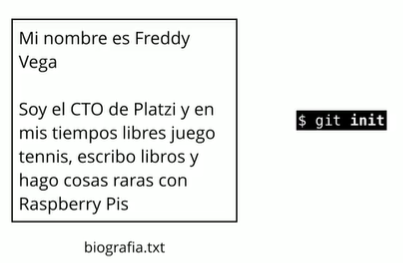 Mi nombre es Freddy
Vega
Soy el CTO de Platzi y en
mis tiempos libres juego
tennis, escribo libros y
hago cosas raras con
Raspberry Pis
biografia.txt
$ git init